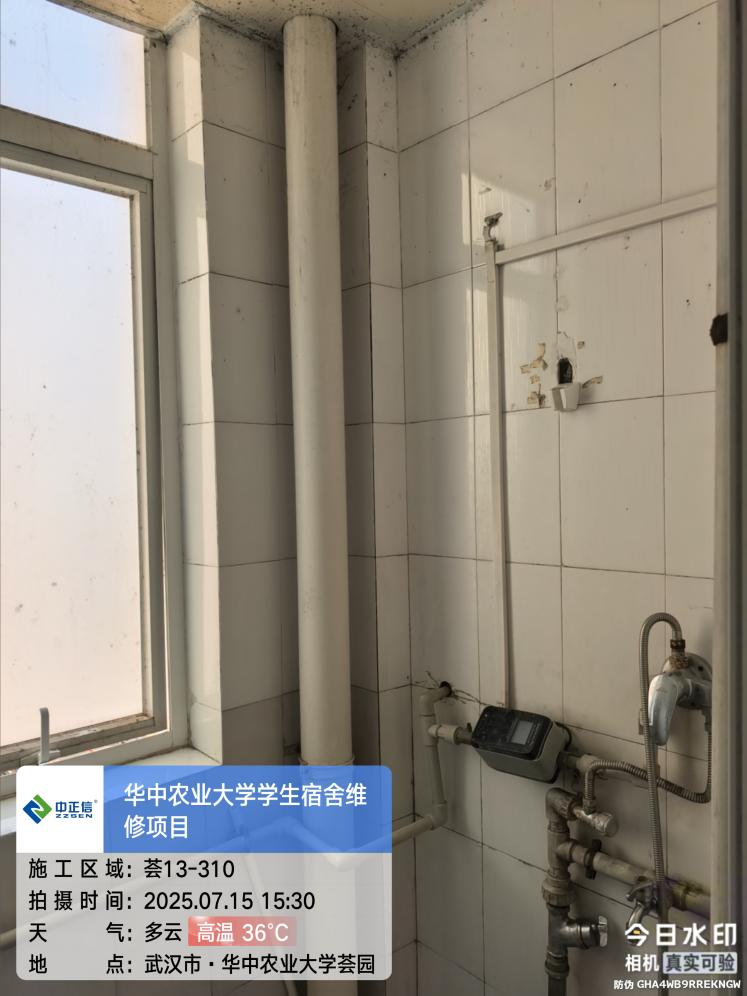 中正信
ZZSEN
华中农业大学学生宿舍维
修项目
施工区域：荟13-310
拍摄时间：2025.07.15 15:30
天 气：多云 高温 36℃
地 点：武汉市·华中农业大学荟园
今日水印
相机 真实可验
防伪 GHA4WB9RREKNGW